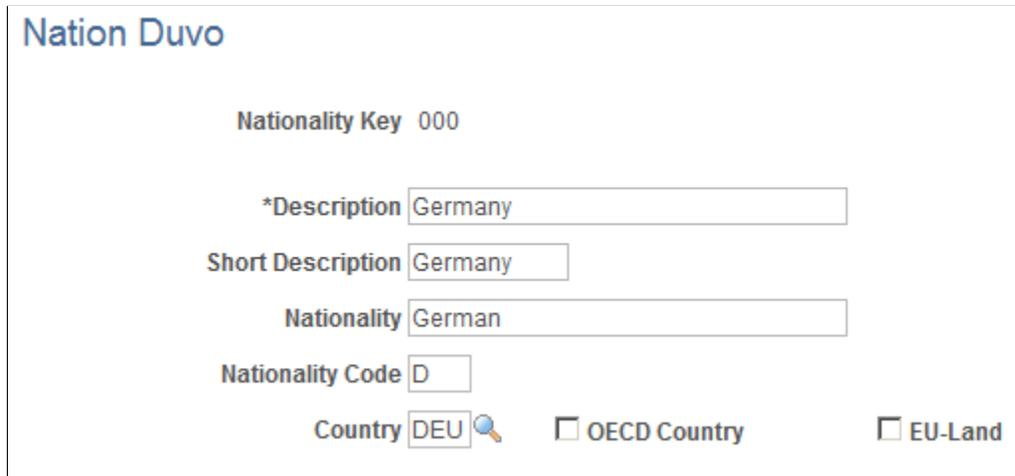 Nation Duvo
Nationality Key 000
*Description Germany
Short Description Germany
Nationality German
Nationality Code D
Country DEU OECD Country EU-Land